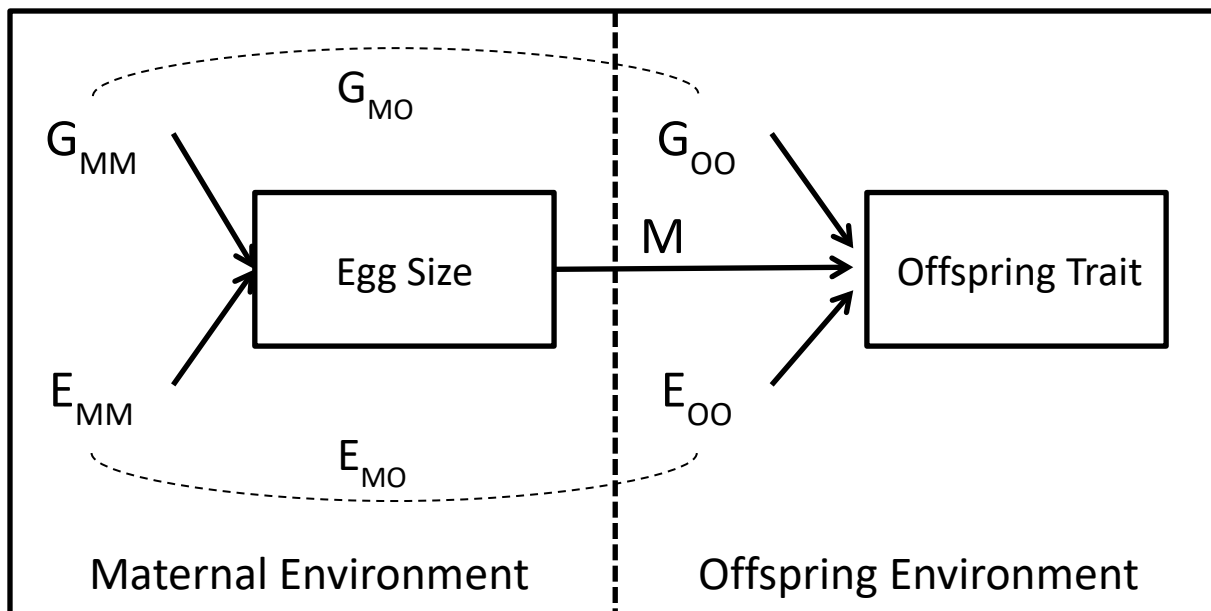 G_MO
G_MM
G_OO
M
Egg Size
Offspring Trait
E_MM
E_OO
E_MO
Maternal Environment
Offspring Environment